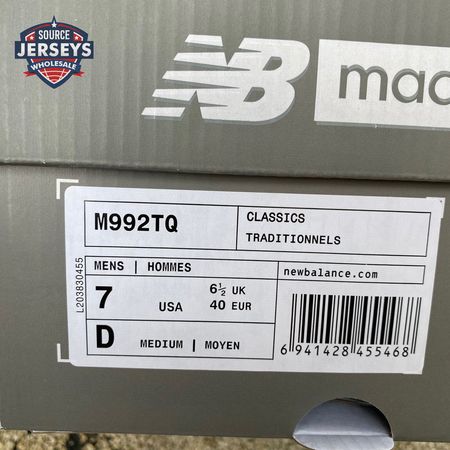 SOURCE
JERSEYS
WHOLESALE
NB
mad
M992TQ
CLASSICS
TRADITIONNELS
MENS | HOMMES
newbalance.com
7 USA
6½ UK
40 EUR
D MEDIUM | MOYEN
6 941428 455468
L203830455